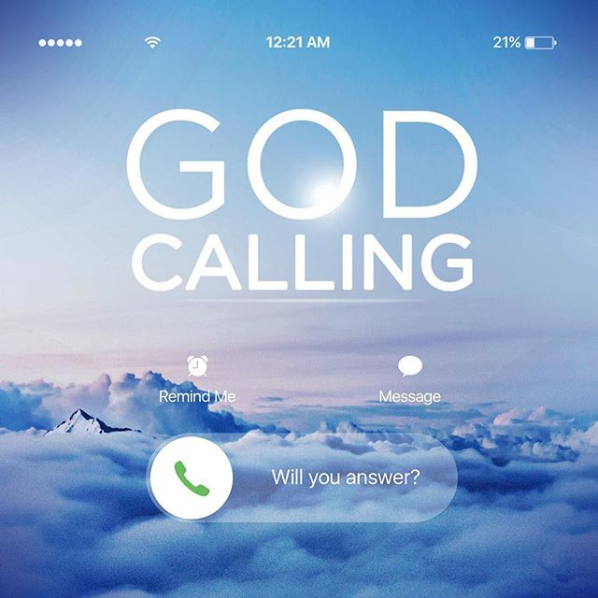 12:21 AM 21%
GOD
CALLING
Remind Me Message
Will you answer?